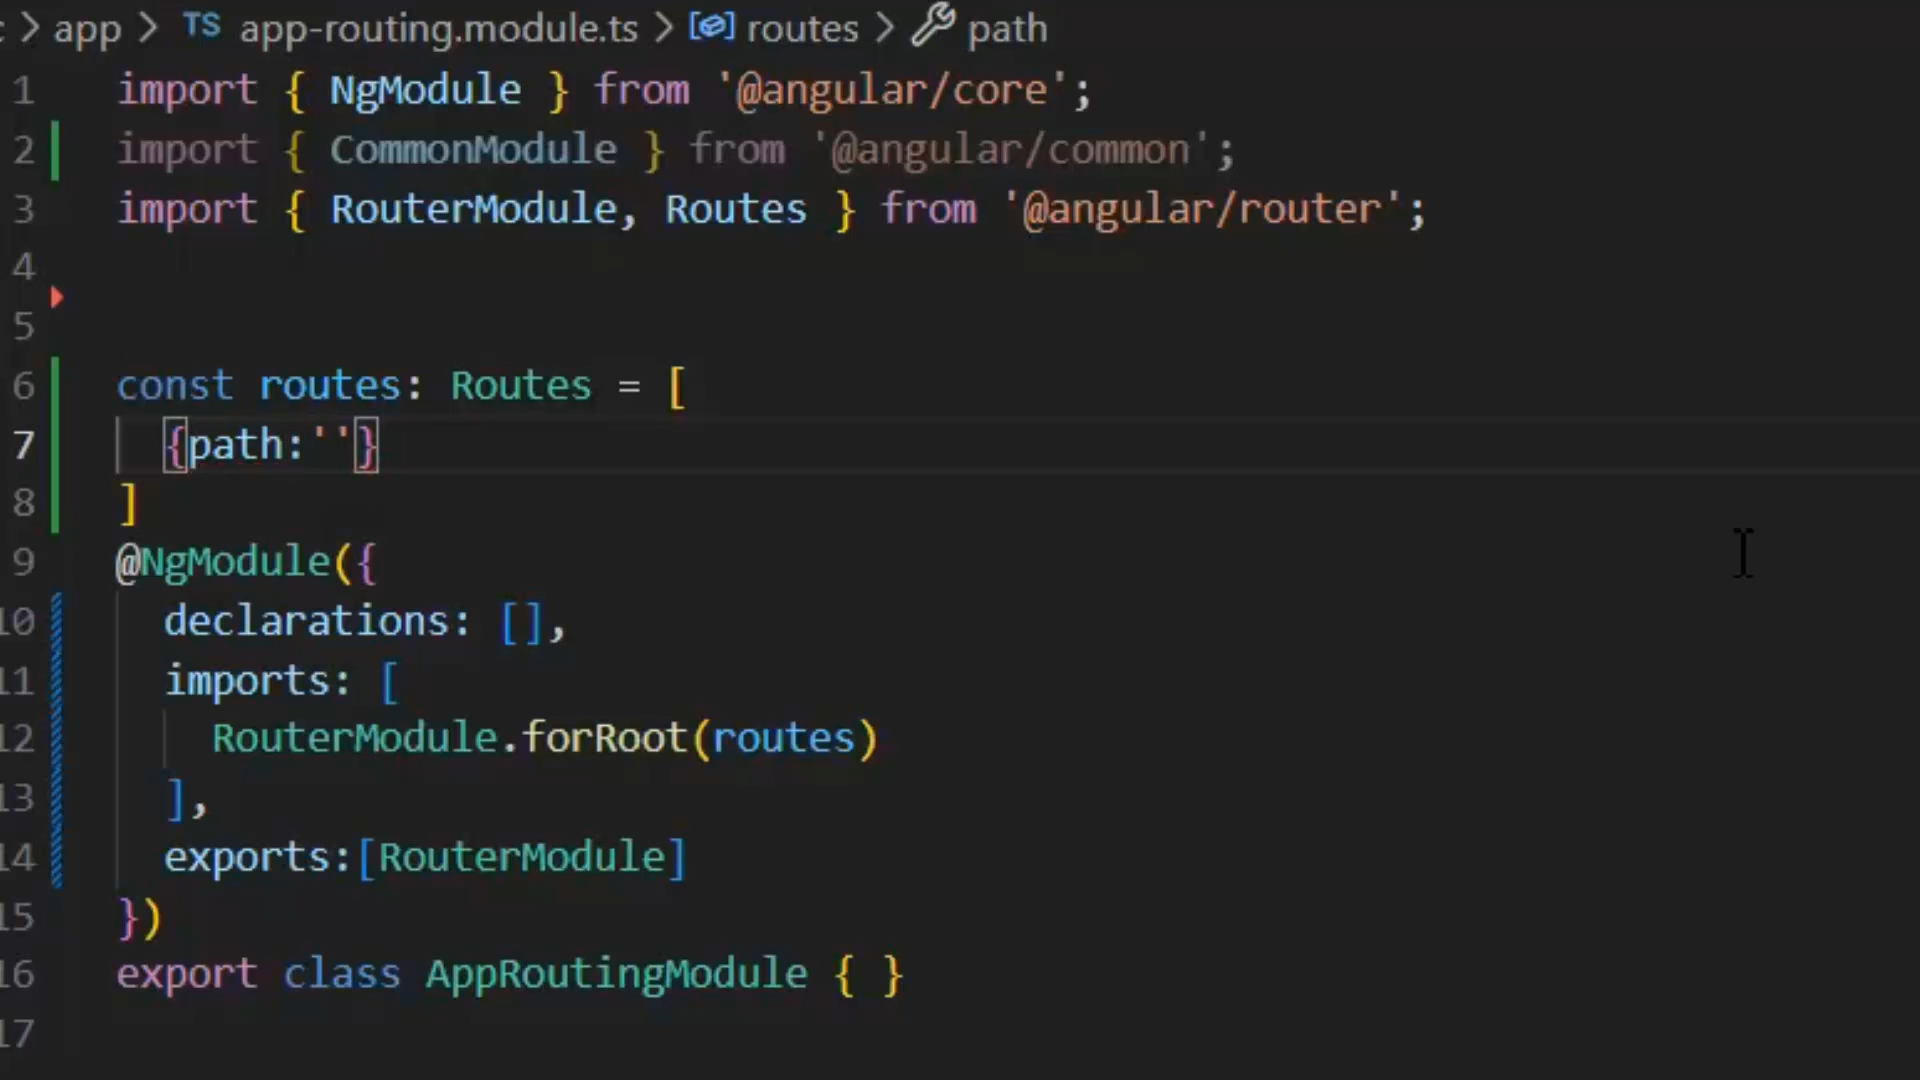 > app > TS app-routing.module.ts > routes > path
1 import { NgModule } from '@angular/core';
2 import { CommonModule } from '@angular/common';
3 import { RouterModule, Routes } from '@angular/router';
4
5
6 const routes: Routes = [
7 {path:''}
8 ]
9 @NgModule({
10 declarations: [],
11 imports: [
12 RouterModule.forRoot(routes)
13 ],
14 exports:[RouterModule]
15 })
16 export class AppRoutingModule { }
17